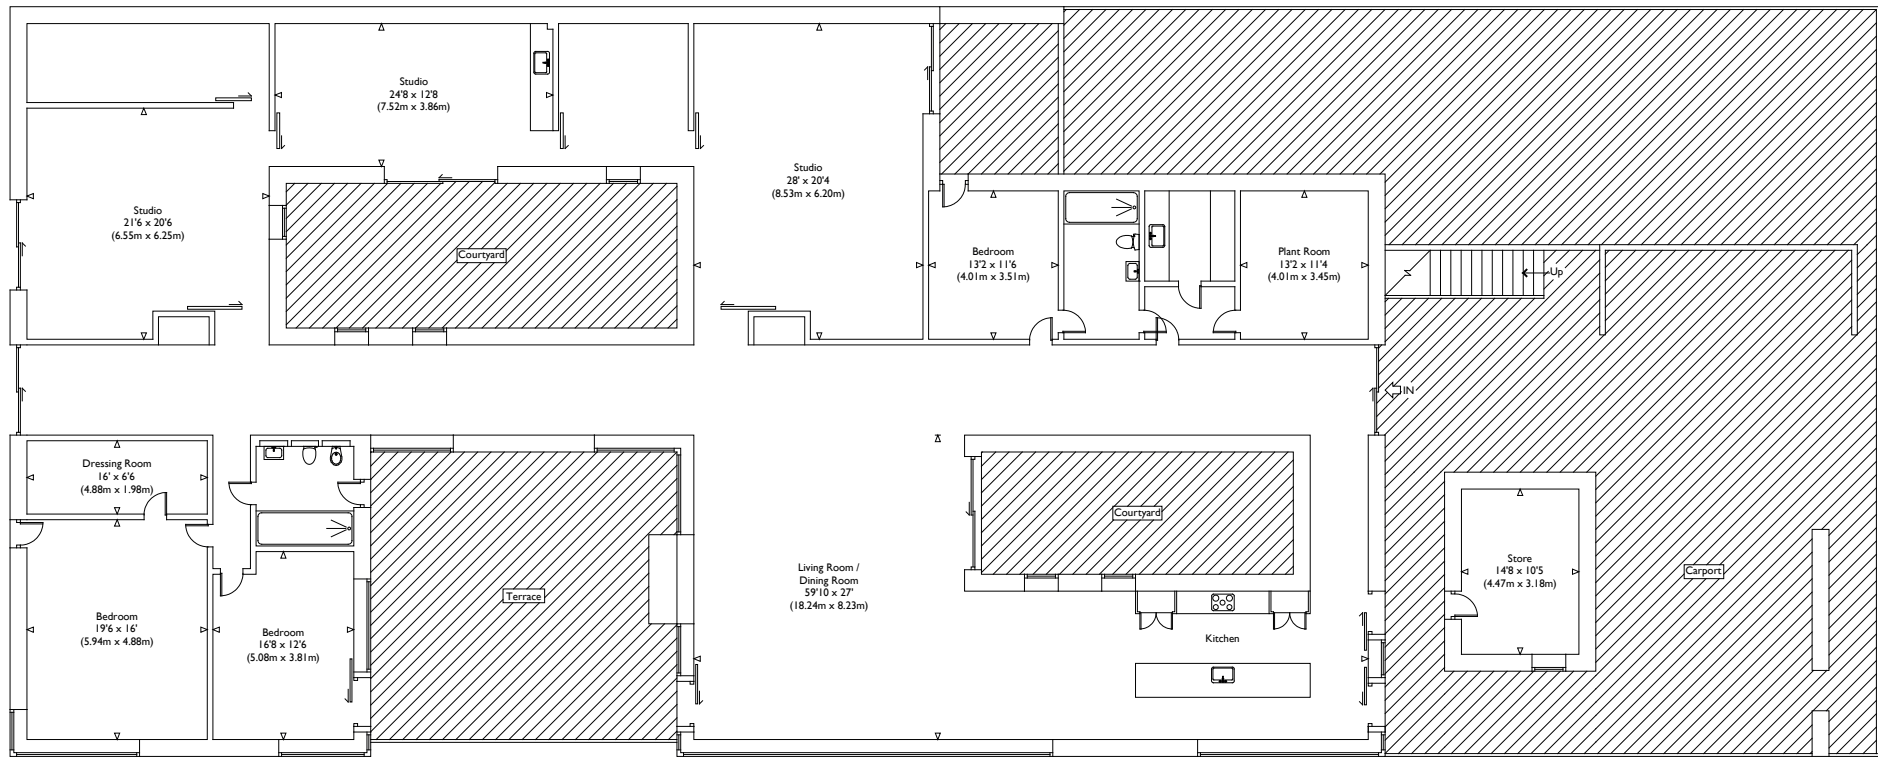 Studio
24'8 x 12'8
(7.52m x 3.86m)
Studio
28' x 20'4
(8.53m x 6.20m)
Studio
21'6 x 20'6
(6.55m x 6.25m)
Courtyard
Bedroom
13'2 x 11'6
(4.01m x 3.51m)
Plant Room
13'2 x 11'4
(4.01m x 3.45m)
Up
IN
Dressing Room
16' x 6'6
(4.88m x 1.98m)
Courtyard
Living Room /
Dining Room
59'10 x 27'
(18.24m x 8.23m)
Store
14'8 x 10'5
(4.47m x 3.18m)
Carport
Terrace
Bedroom
19'6 x 16'
(5.94m x 4.88m)
Bedroom
16'8 x 12'6
(5.08m x 3.81m)
Kitchen